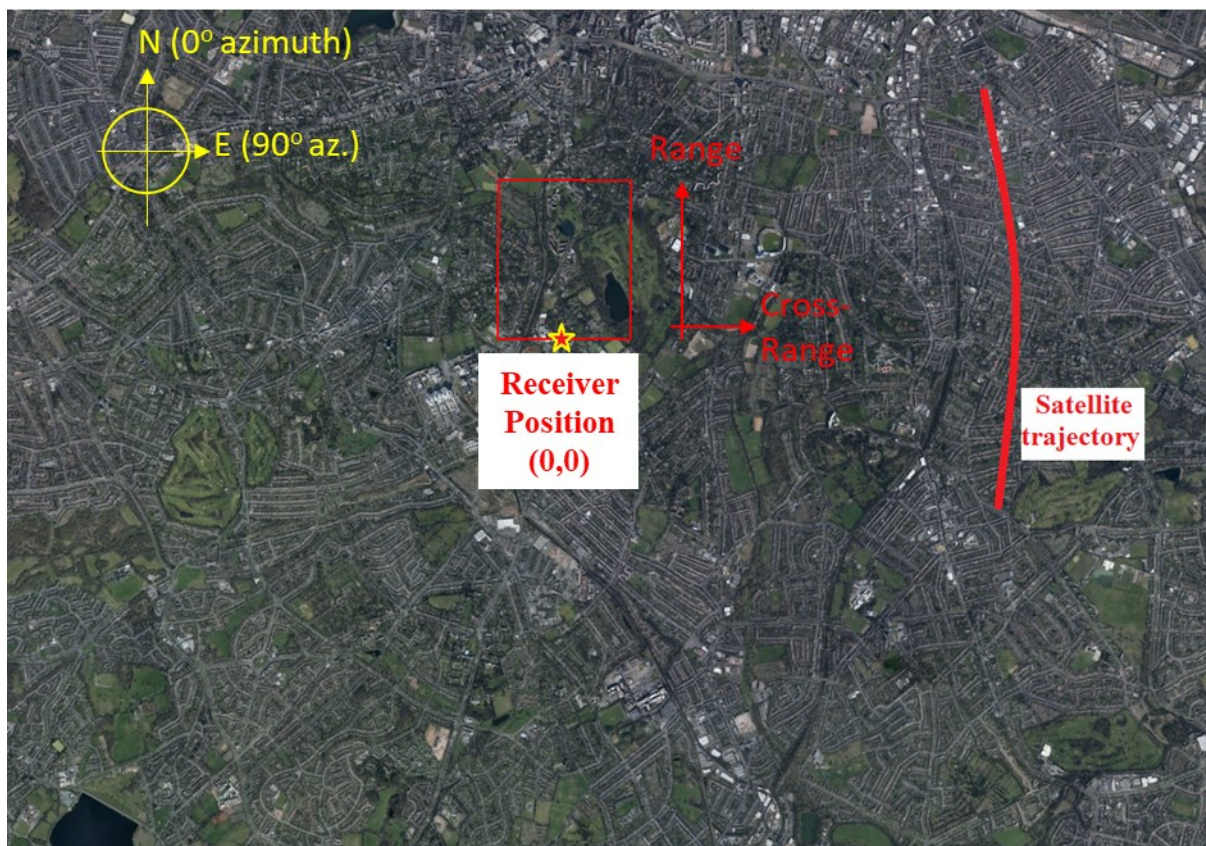 N (0° azimuth)
E (90° az.)
Range
Cross-
Range
Receiver
Position
(0,0)
Satellite
trajectory